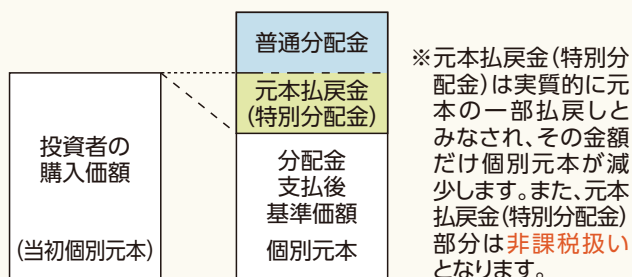 普通分配金
元本払戻金
(特別分配金)
投資者の
購入価額
(当初個別元本)
分配金
支払後
基準価額
個別元本
※元本払戻金(特別分
配金)は実質的に元
本の一部払戻しと
みなされ、その金額
だけ個別元本が減
少します。また、元本
払戻金(特別分配金)
部分は非課税扱い
となります。